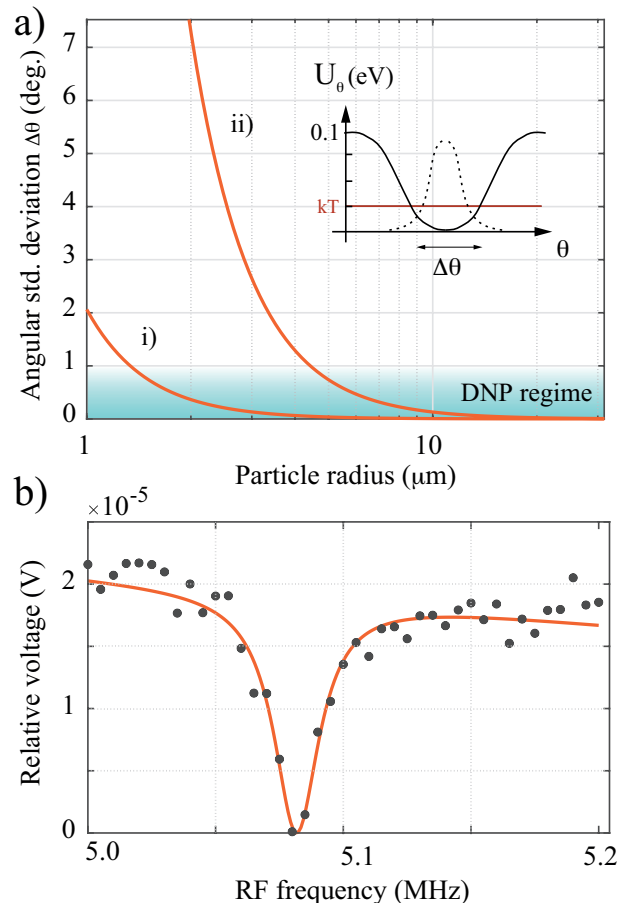 a)
Angular std. deviation Δθ (deg.)
7
6
5
4
3
2
1
0
ii)
i)
U_θ (eV)
0.1
kT
θ
Δθ
DNP regime
1
10
Particle radius (μm)
b)
×10^-5
Relative voltage (V)
2
1
0
5.0
5.1
5.2
RF frequency (MHz)